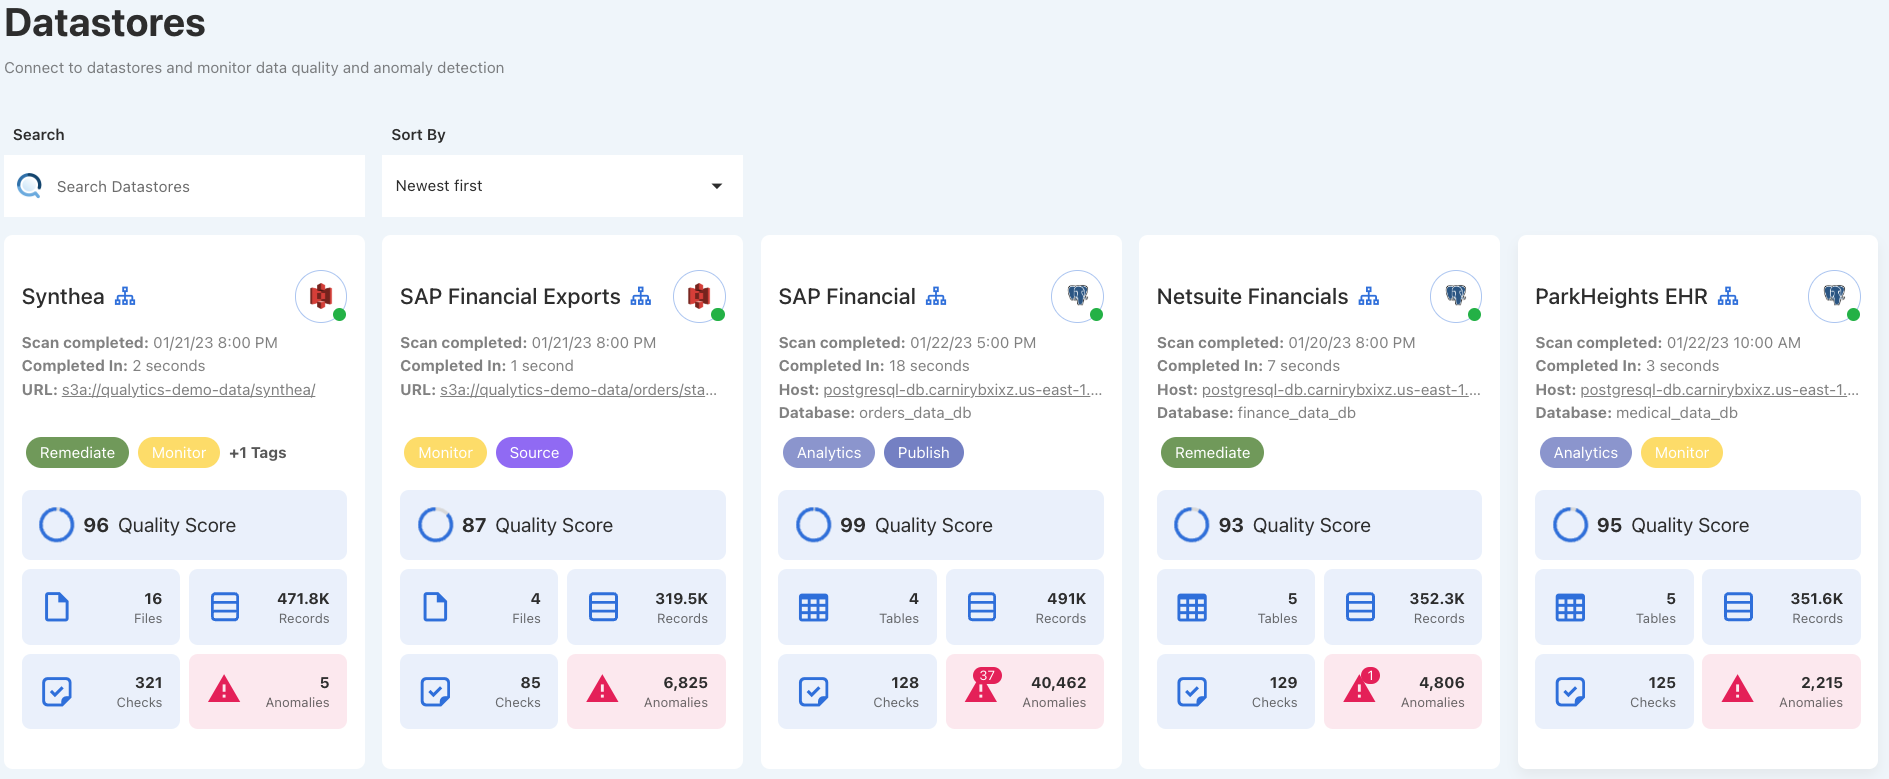 Datastores
Connect to datastores and monitor data quality and anomaly detection
Search
Sort By
Search Datastores
Newest first
Synthea
Scan completed: 01/21/23 8:00 PM
Completed In: 2 seconds
URL: s3a://qualytics-demo-data/synthea/
Remediate
Monitor
+1 Tags
96 Quality Score
16
Files
471.8K
Records
321
Checks
5
Anomalies
SAP Financial Exports
Scan completed: 01/21/23 8:00 PM
Completed In: 1 second
URL: s3a://qualytics-demo-data/orders/sta...
Monitor
Source
87 Quality Score
4
Files
319.5K
Records
85
Checks
6,825
Anomalies
SAP Financial
Scan completed: 01/22/23 5:00 PM
Completed In: 18 seconds
Host: postgresql-db.carnirybxixz.us-east-1....
Database: orders_data_db
Analytics
Publish
99 Quality Score
4
Tables
491K
Records
128
Checks
37
40,462
Anomalies
Netsuite Financials
Scan completed: 01/20/23 8:00 PM
Completed In: 7 seconds
Host: postgresql-db.carnirybxixz.us-east-1....
Database: finance_data_db
Remediate
93 Quality Score
5
Tables
352.3K
Records
129
Checks
1
4,806
Anomalies
ParkHeights EHR
Scan completed: 01/22/23 10:00 AM
Completed In: 3 seconds
Host: postgresql-db.carnirybxixz.us-east-1....
Database: medical_data_db
Analytics
Monitor
95 Quality Score
5
Tables
351.6K
Records
125
Checks
2,215
Anomalies